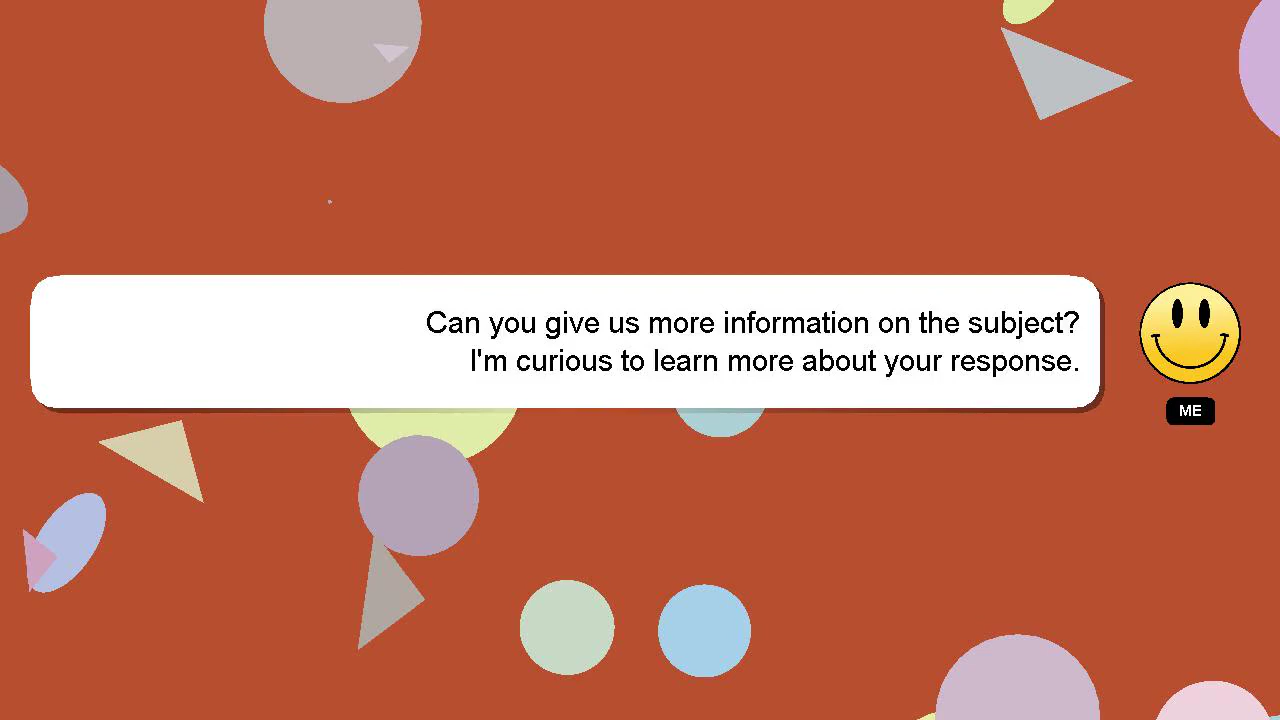 Can you give us more information on the subject?
I'm curious to learn more about your response.
ME